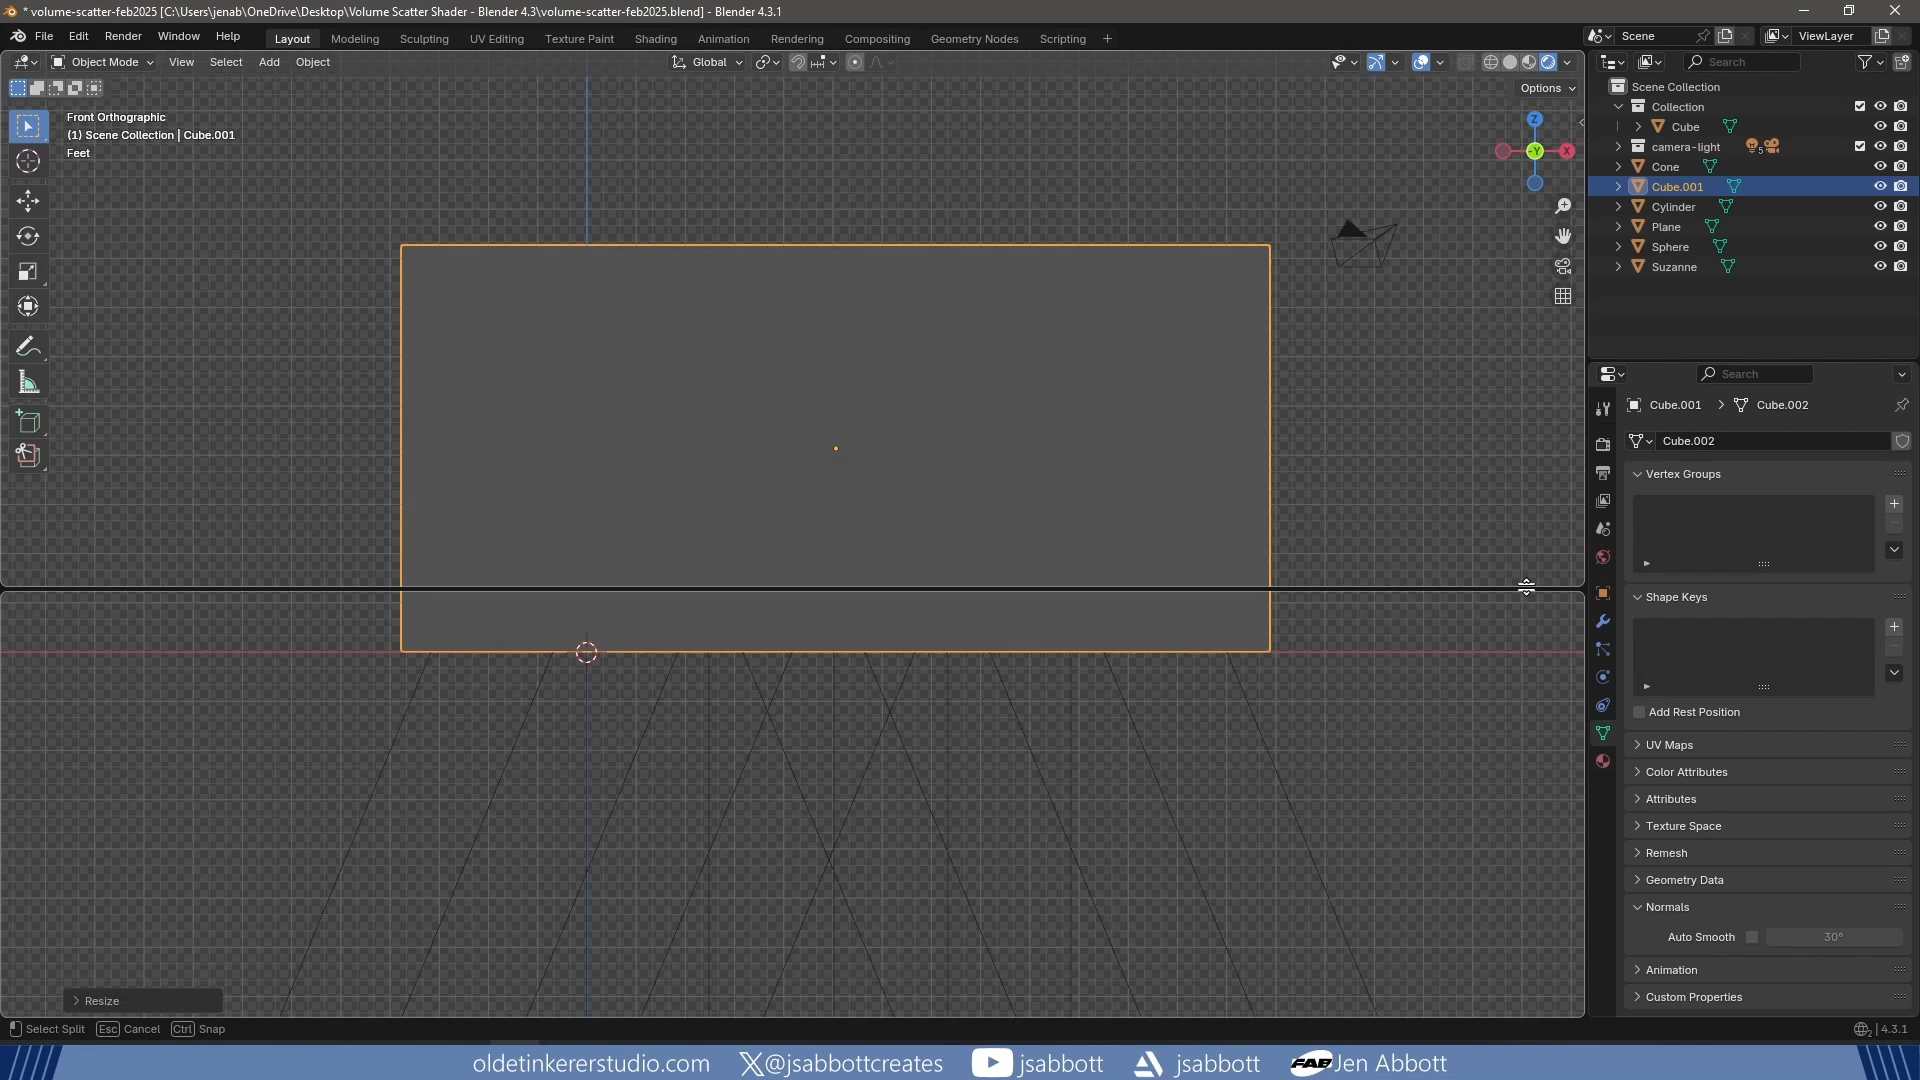 * volume-scatter-feb2025 [C:\Users\jenab\OneDrive\Desktop\Volume Scatter Shader - Blender 4.3\volume-scatter-feb2025.blend] - Blender 4.3.1
File Edit Render Window Help Layout Modeling Sculpting UV Editing Texture Paint Shading Animation Rendering Compositing Geometry Nodes Scripting +
Scene ViewLayer
Object Mode View Select Add Object Global
Search
Options
Front Orthographic
(1) Scene Collection | Cube.001
Feet
Z
-Y
X
Scene Collection
Collection
Cube
camera-light 5
Cone
Cube.001
Cylinder
Plane
Sphere
Suzanne
Search
Cube.001 > Cube.002
Cube.002
Vertex Groups
Shape Keys
Add Rest Position
UV Maps
Color Attributes
Attributes
Texture Space
Remesh
Geometry Data
Normals
Auto Smooth 30°
Animation
Custom Properties
Resize
Select Split Esc Cancel Ctrl Snap
2 | 4.3.1
oldetinkererstudio.com X@jsabbottcreates jsabbott jsabbott FAB Jen Abbott